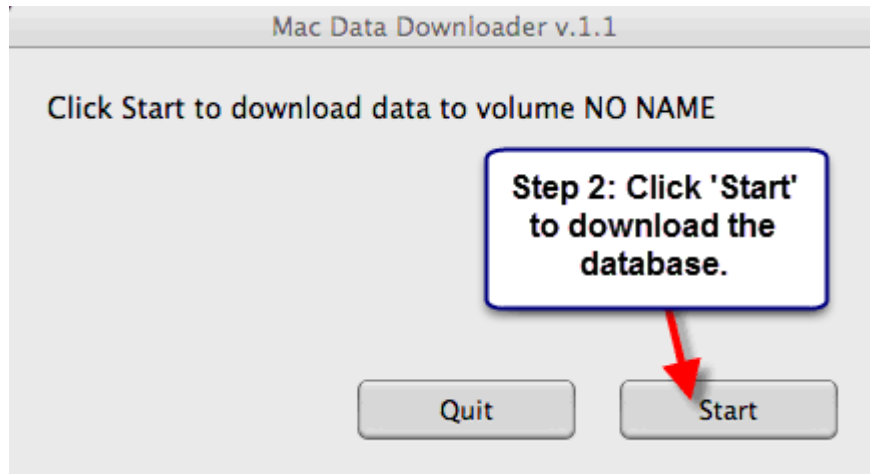 Mac Data Downloader v.1.1
Click Start to download data to volume NO NAME
Step 2: Click 'Start'
to download the
database.
Quit
Start